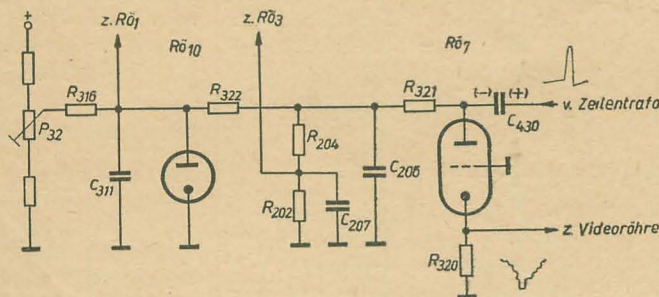 +
z. Rö1
z. Rö3
Rö10
Rö7
R316
P32
R322
R321
(-) (+)
v. Zeilentrafo
C430
R204
C311
C206
R202
C207
z. Videoröhre
R320